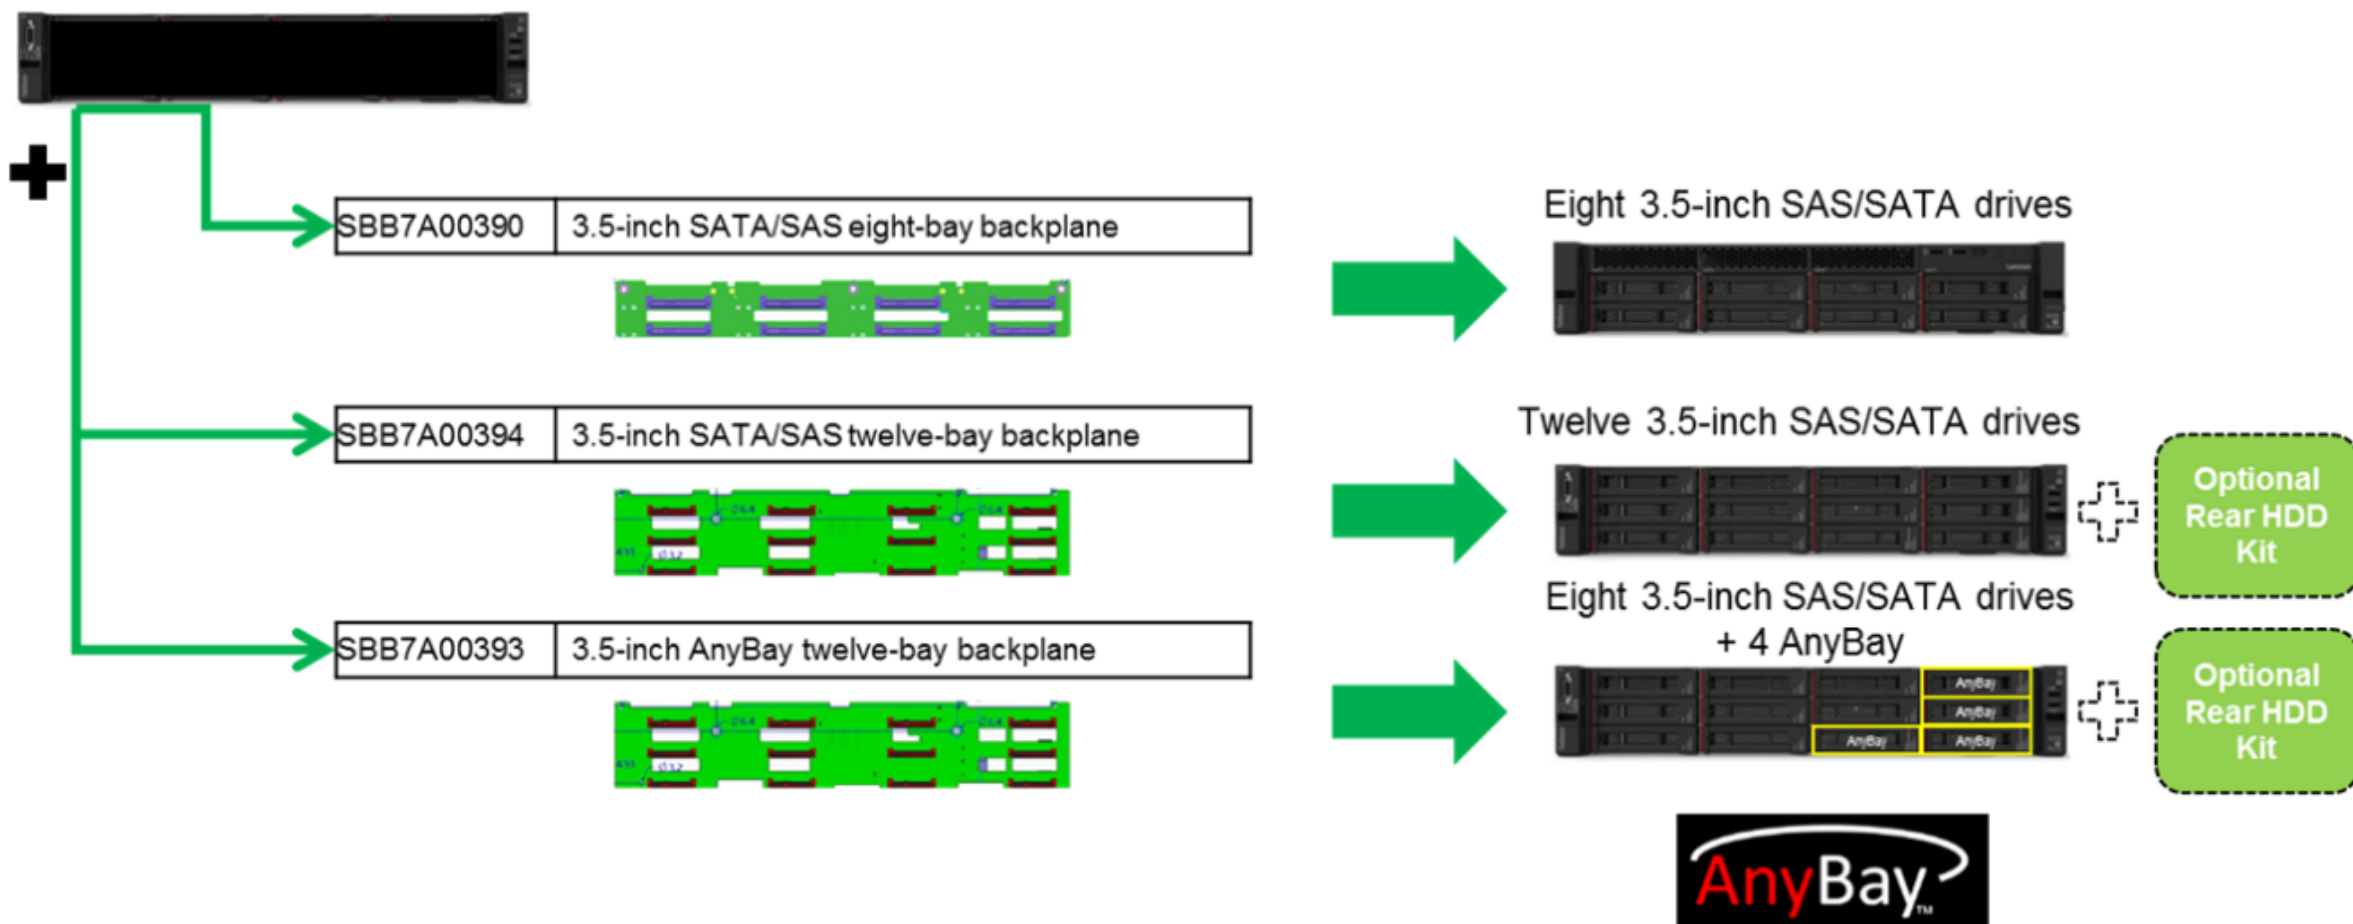 SBB7A00390 3.5-inch SATA/SAS eight-bay backplane
Eight 3.5-inch SAS/SATA drives
SBB7A00394 3.5-inch SATA/SAS twelve-bay backplane
Twelve 3.5-inch SAS/SATA drives
Optional
Rear HDD
Kit
SBB7A00393 3.5-inch AnyBay twelve-bay backplane
Eight 3.5-inch SAS/SATA drives
+ 4 AnyBay
AnyBay
AnyBay
AnyBay AnyBay
Optional
Rear HDD
Kit
AnyBay™